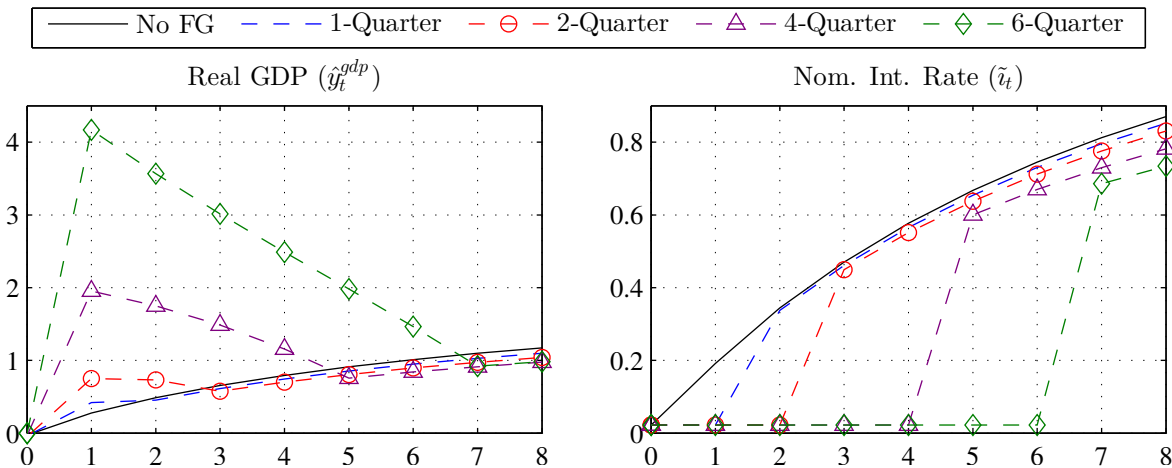 No FG 1-Quarter 2-Quarter 4-Quarter 6-Quarter
Real GDP (ŷ_t^{gdp})
4
3
2
1
0
0 1 2 3 4 5 6 7 8
Nom. Int. Rate (ĩ_t)
0.8
0.6
0.4
0.2
0
0 1 2 3 4 5 6 7 8